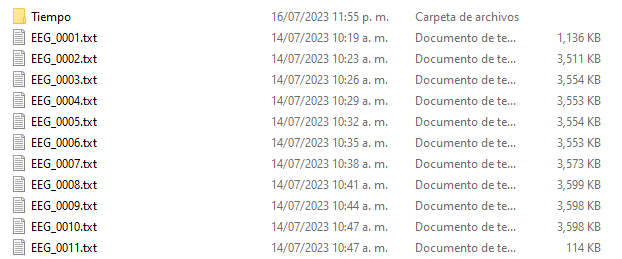 Tiempo 16/07/2023 11:55 p. m. Carpeta de archivos
EEG_0001.txt 14/07/2023 10:19 a. m. Documento de te... 1,136 KB
EEG_0002.txt 14/07/2023 10:23 a. m. Documento de te... 3,511 KB
EEG_0003.txt 14/07/2023 10:26 a. m. Documento de te... 3,554 KB
EEG_0004.txt 14/07/2023 10:29 a. m. Documento de te... 3,553 KB
EEG_0005.txt 14/07/2023 10:32 a. m. Documento de te... 3,554 KB
EEG_0006.txt 14/07/2023 10:35 a. m. Documento de te... 3,553 KB
EEG_0007.txt 14/07/2023 10:38 a. m. Documento de te... 3,573 KB
EEG_0008.txt 14/07/2023 10:41 a. m. Documento de te... 3,599 KB
EEG_0009.txt 14/07/2023 10:44 a. m. Documento de te... 3,598 KB
EEG_0010.txt 14/07/2023 10:47 a. m. Documento de te... 3,598 KB
EEG_0011.txt 14/07/2023 10:47 a. m. Documento de te... 114 KB